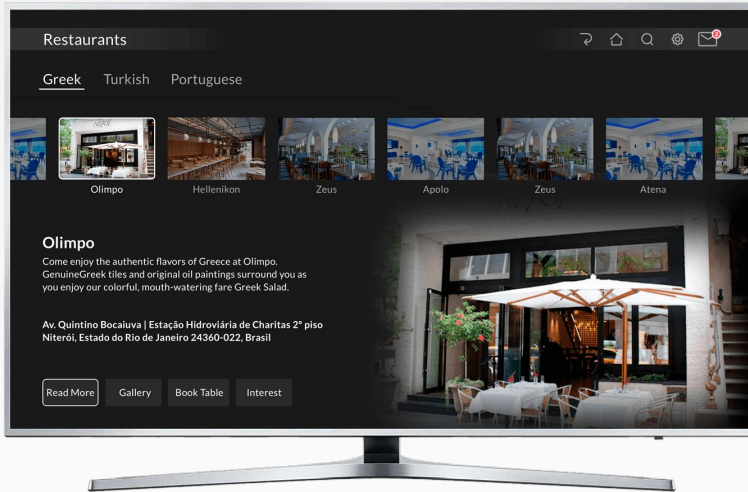 Restaurants
2
Greek Turkish Portuguese
Olimpo Hellenikon Zeus Apolo Zeus Atena
Olimpo
Come enjoy the authentic flavors of Greece at Olimpo.
GenuineGreek tiles and original oil paintings surround you as
you enjoy our colorful, mouth-watering fare Greek Salad.
Av. Quintino Bocaiuva | Estação Hidroviária de Charitas 2º piso
Niterói, Estado do Rio de Janeiro 24360-022, Brasil
Read More Gallery Book Table Interest